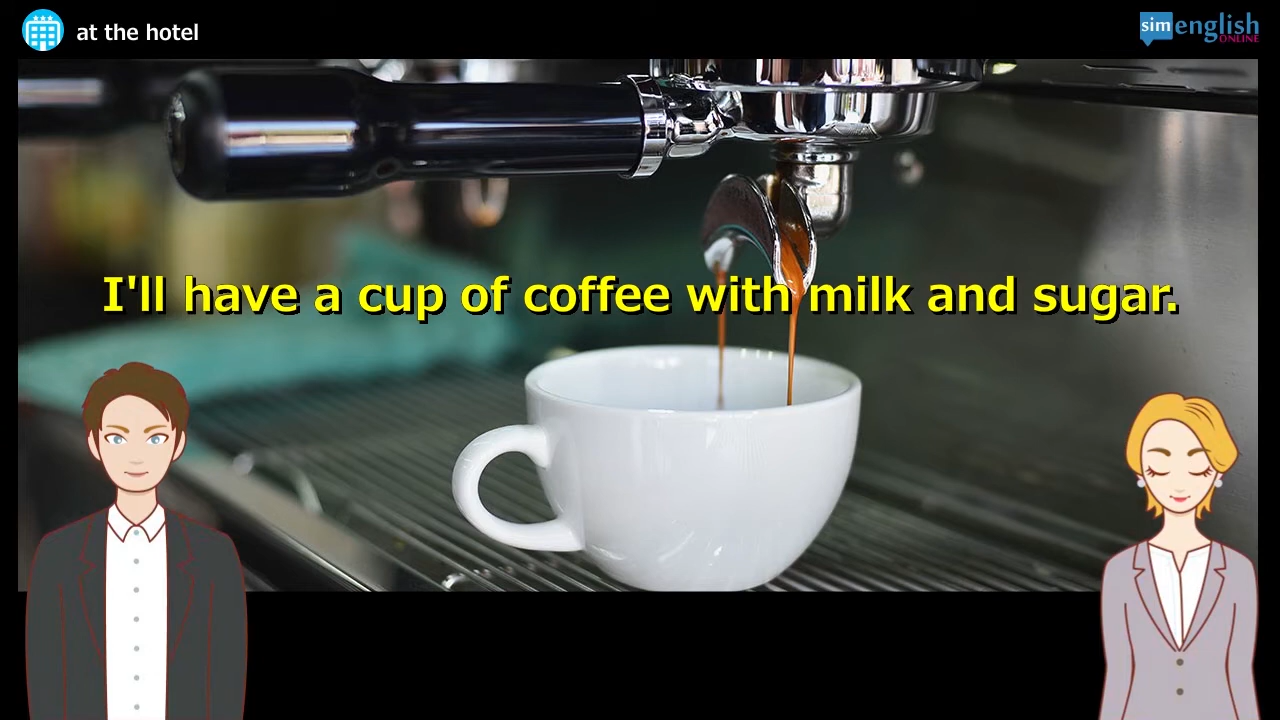 at the hotel
sim english
ONLINE
I'll have a cup of coffee with milk and sugar.